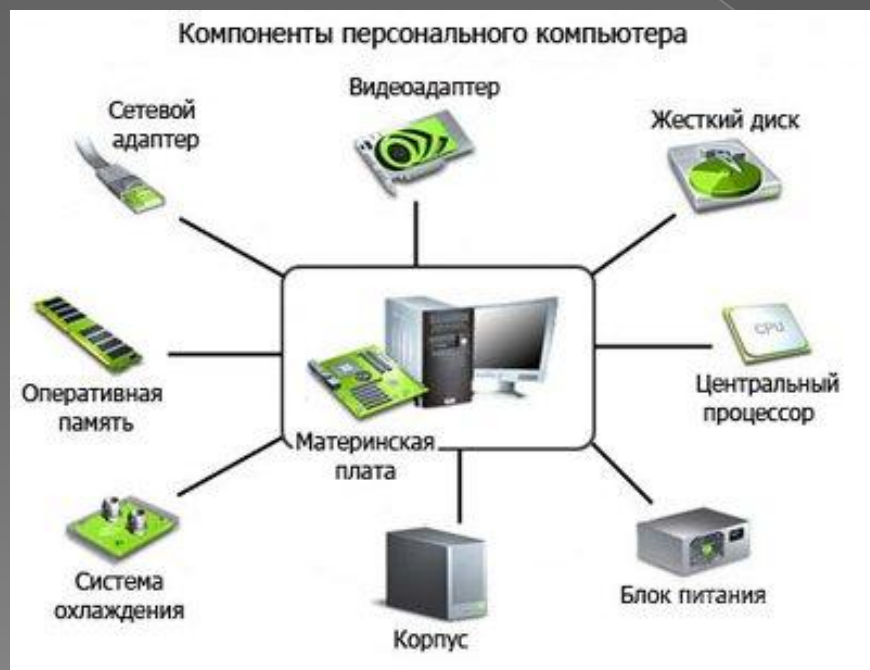 Компоненты персонального компьютера
Видеоадаптер
Сетевой
адаптер
Жесткий диск
CPU
Оперативная
память
Центральный
процессор
Материнская
плата
Система
охлаждения
Корпус
Блок питания